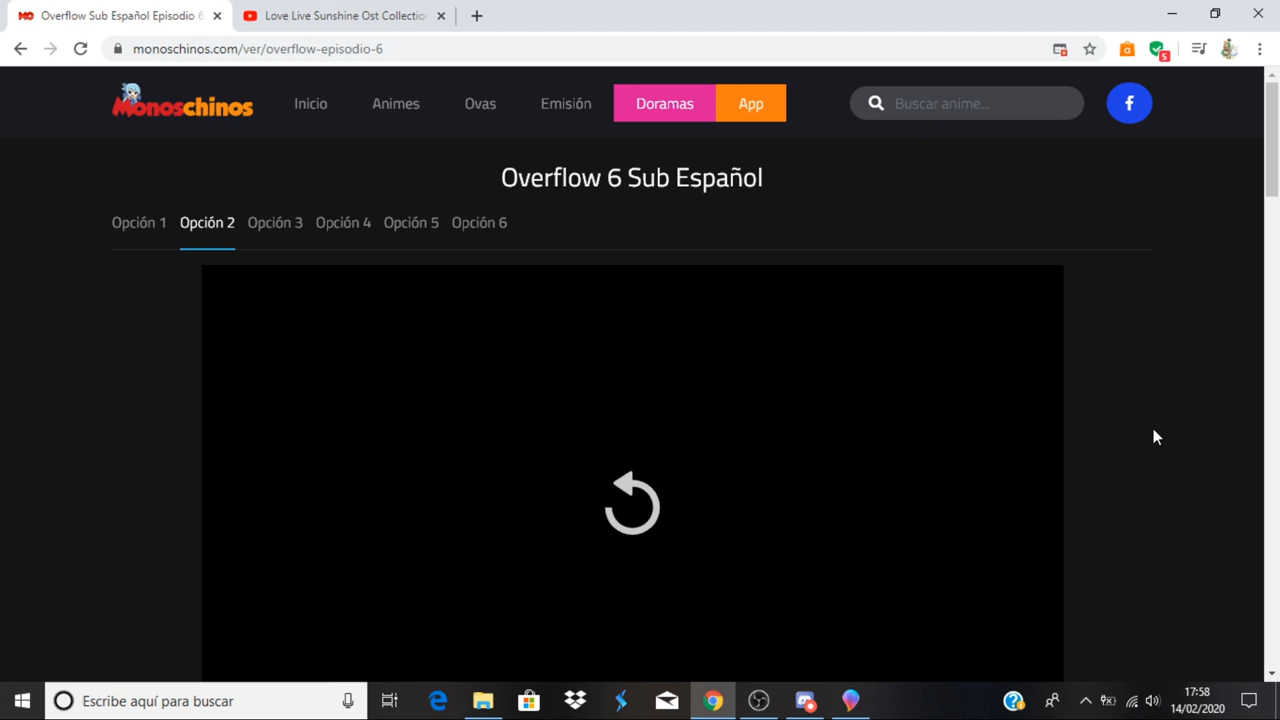 Overflow Sub Español Episodio 6
Love Live Sunshine Ost Collection
monoschinos.com/ver/overflow-episodio-6
Monoschinos
Inicio
Animes
Ovas
Emisión
Doramas
App
Buscar anime...
Overflow 6 Sub Español
Opción 1
Opción 2
Opción 3
Opción 4
Opción 5
Opción 6
Escribe aquí para buscar
17:58
14/02/2020